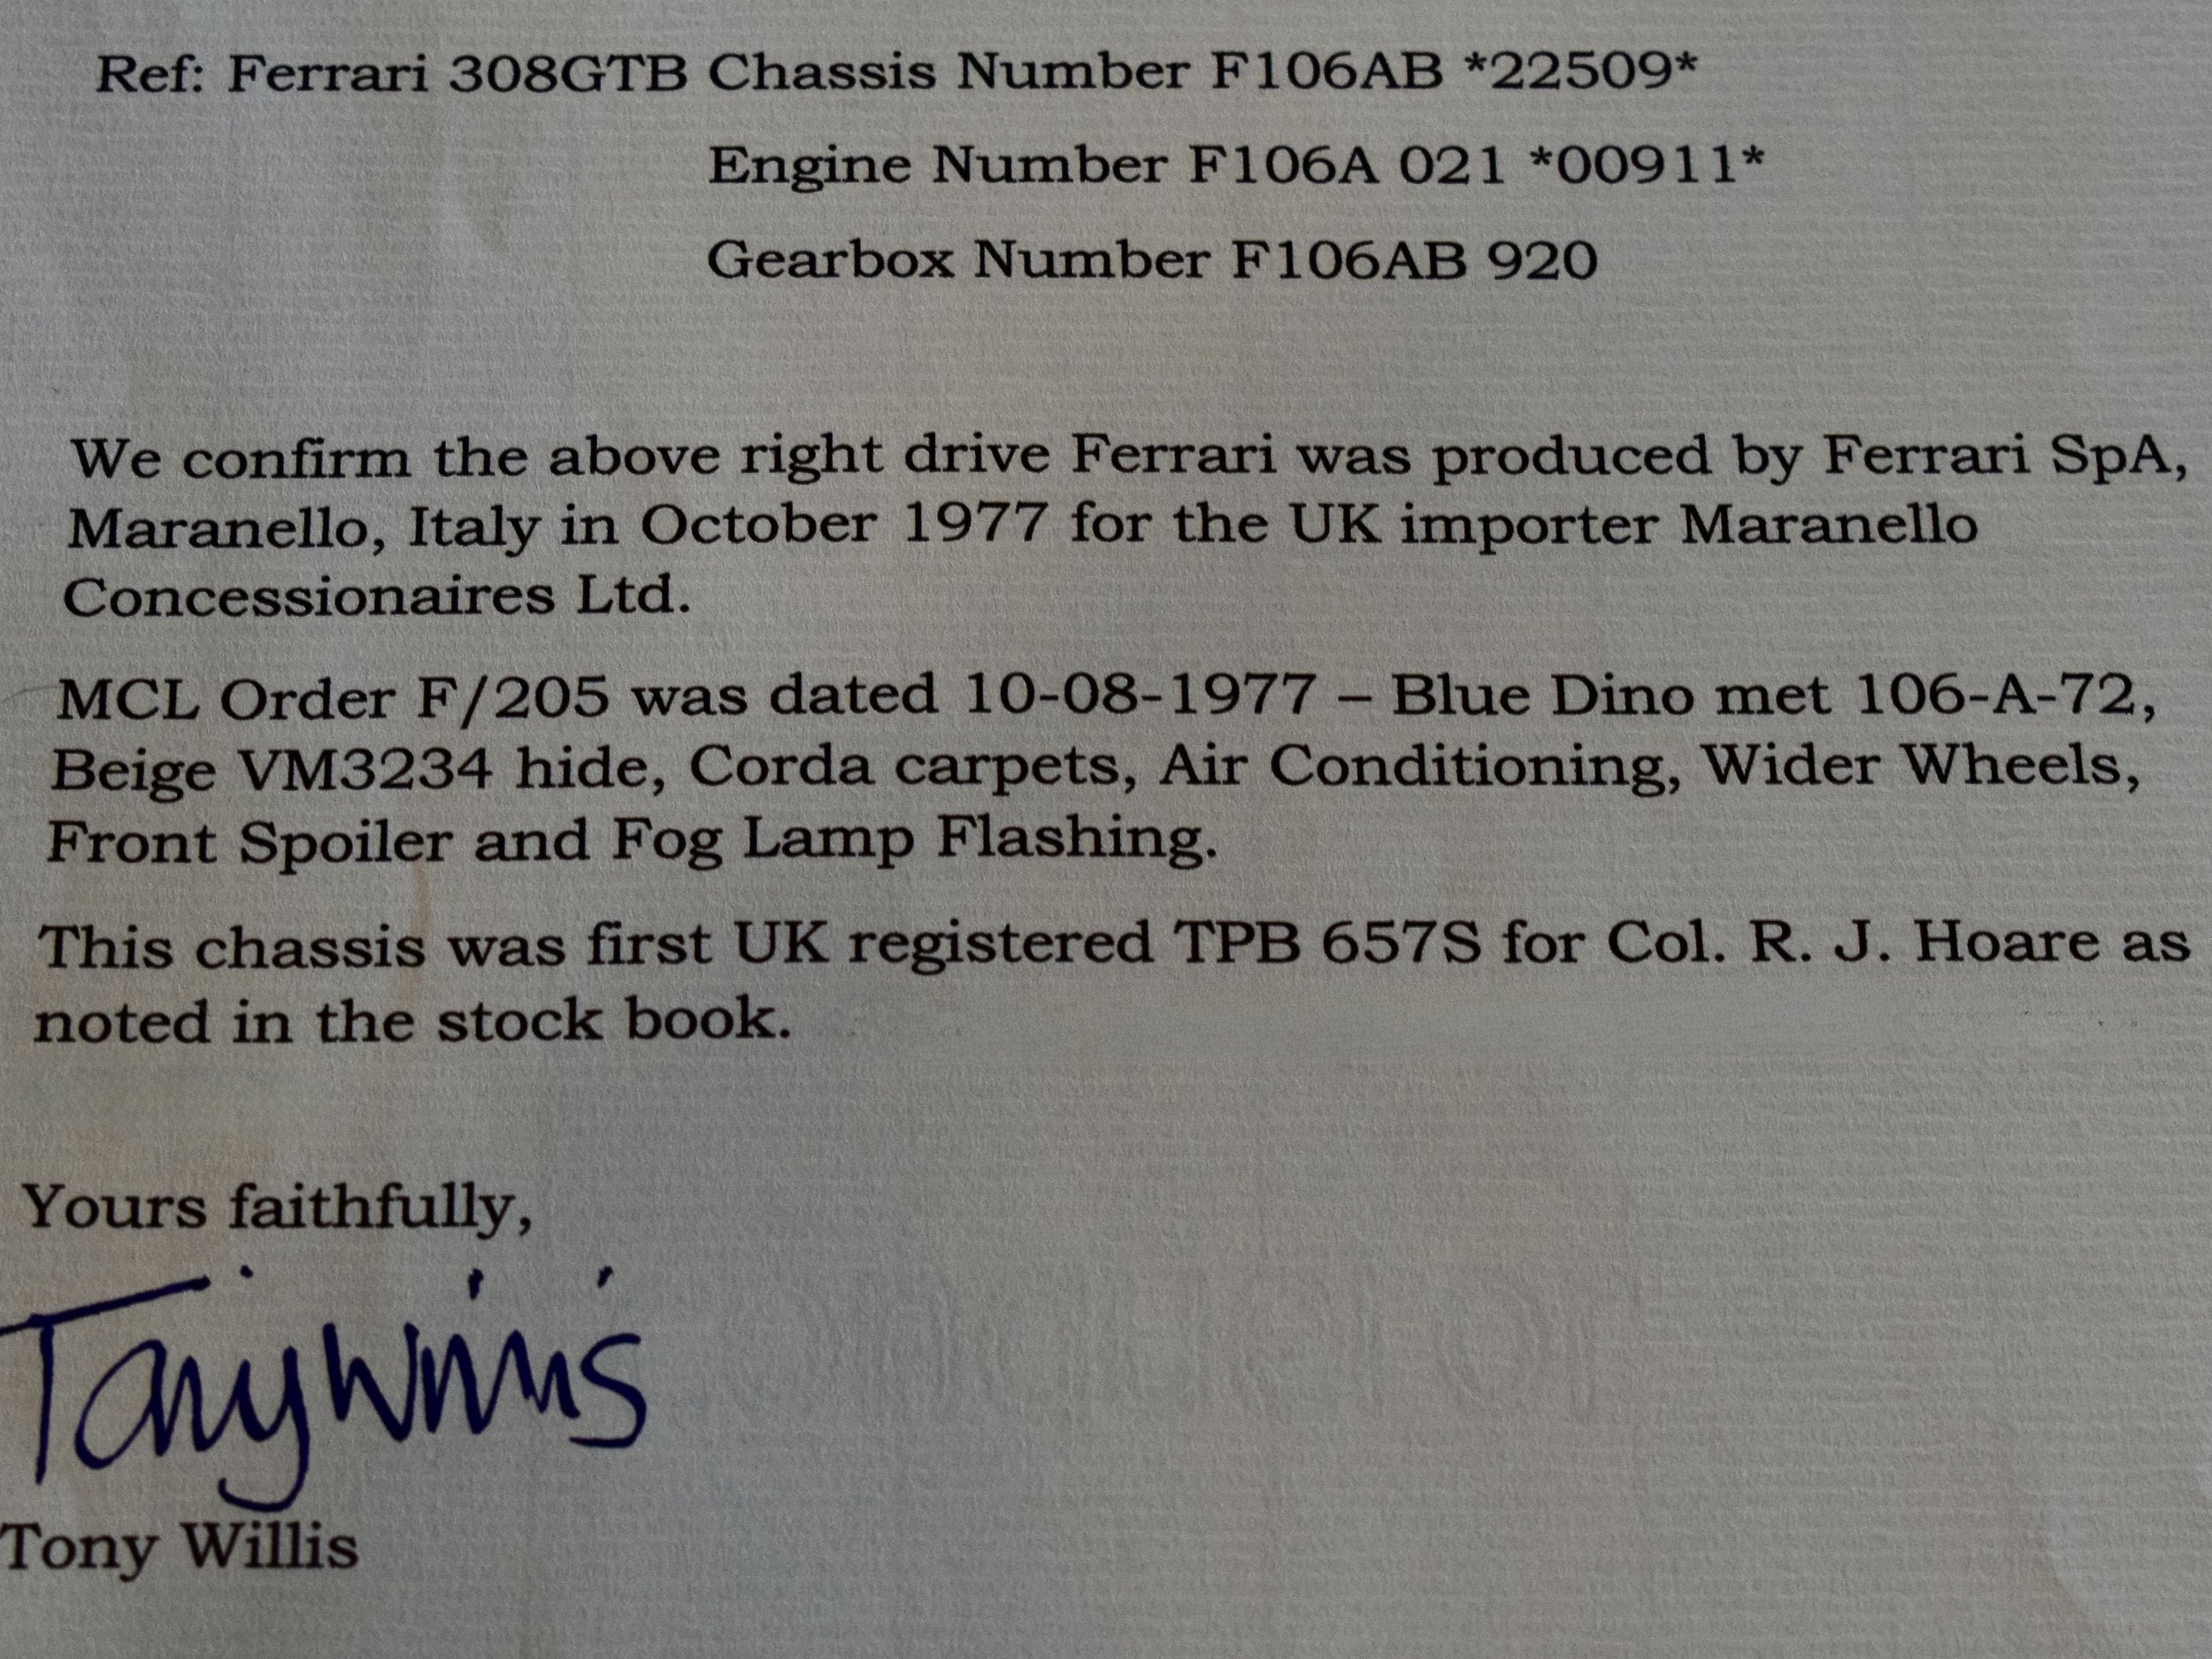 Ref: Ferrari 308GTB Chassis Number F106AB *22509*
Engine Number F106A 021 *00911*
Gearbox Number F106AB 920
We confirm the above right drive Ferrari was produced by Ferrari SpA,
Maranello, Italy in October 1977 for the UK importer Maranello
Concessionaires Ltd.
MCL Order F/205 was dated 10-08-1977 – Blue Dino met 106-A-72,
Beige VM3234 hide, Corda carpets, Air Conditioning, Wider Wheels,
Front Spoiler and Fog Lamp Flashing.
This chassis was first UK registered TPB 657S for Col. R. J. Hoare as
noted in the stock book.
Yours faithfully,
Tony Willis
Tony Willis